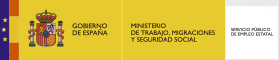 GOBIERNO
DE ESPAÑA
MINISTERIO
DE TRABAJO, MIGRACIONES
Y SEGURIDAD SOCIAL
SERVICIO PÚBLICO
DE EMPLEO ESTATAL